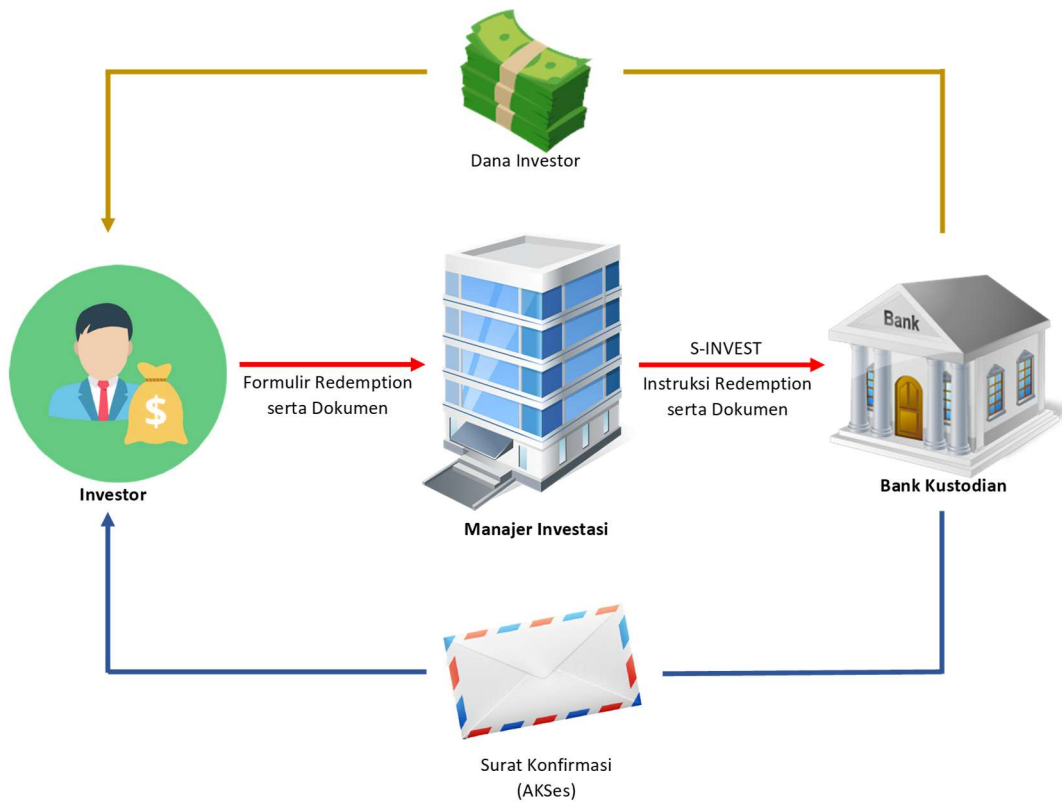 Dana Investor
Bank
S-INVEST
Formulir Redemption
serta Dokumen
Instruksi Redemption
serta Dokumen
Investor
Bank Kustodian
Manajer Investasi
Surat Konfirmasi
(AKSes)
$